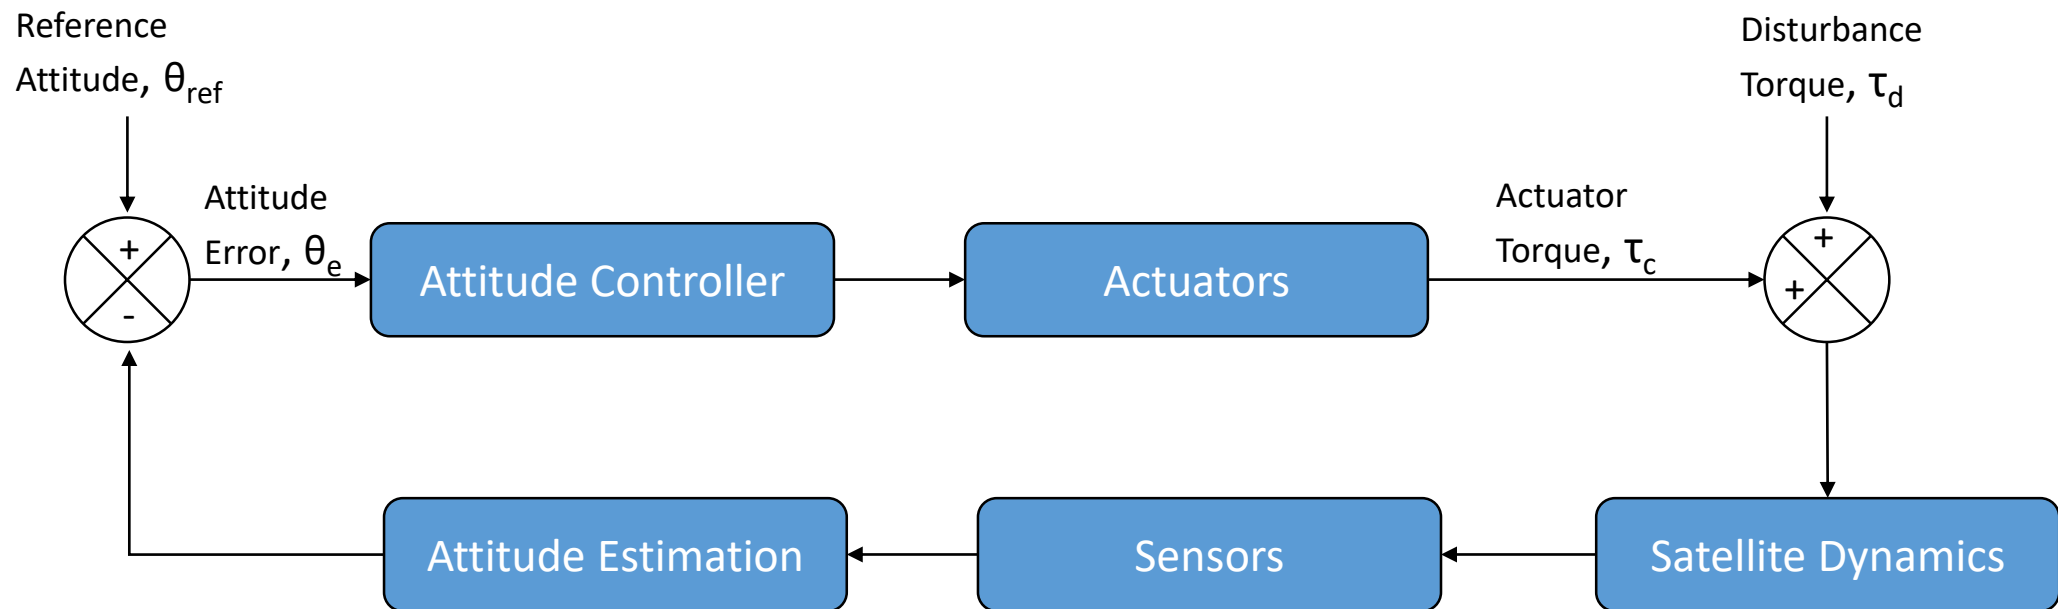 Reference
Attitude, θref
Disturbance
Torque, τd
Attitude
Error, θe
Actuator
Torque, τc
+
-
Attitude Controller
Actuators
+
+
Attitude Estimation
Sensors
Satellite Dynamics